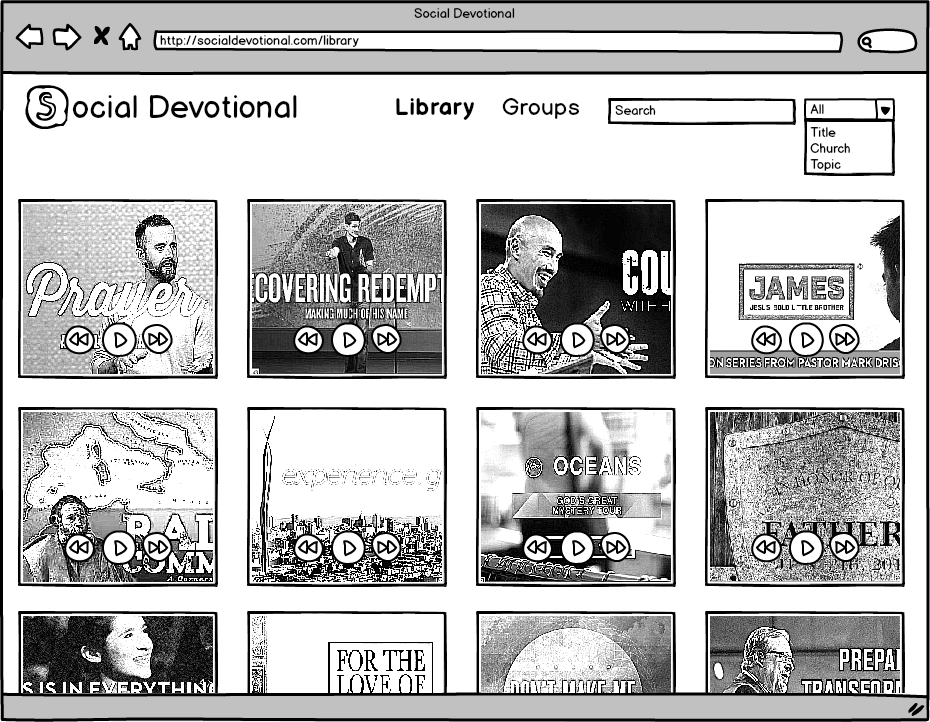 Social Devotional
http://socialdevotional.com/library
Social Devotional
Library
Groups
Search
All
Title
Church
Topic
Prayer
COVERING REDEMPT
MAKING MUCH OF HIS NAME
COU
WITH
JAMES
JESUS' BOLD LITTLE BROTHER
ON SERIES FROM PASTOR MARK DRIS
RAD
COMM
experience.g
OCEANS
GOD'S GREAT
MYSTERY TOUR
FATHER
S IS IN EVERYTHING
FOR THE
LOVE OF
DON'T MAKE ME
PREPA
TRANSFOR